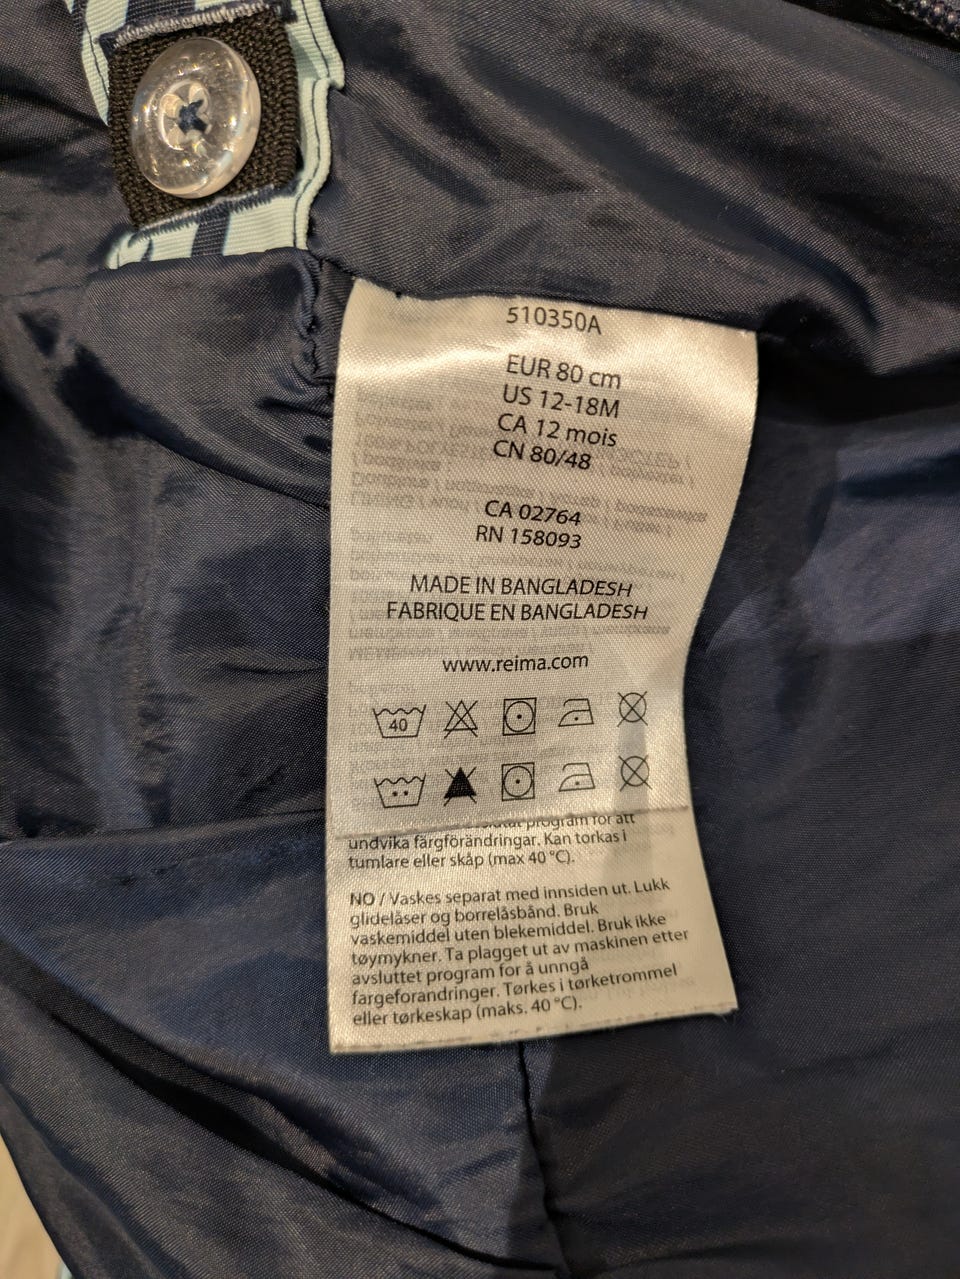 510350A
EUR 80 cm
US 12-18M
CA 12 mois
CN 80/48
CA 02764
RN 158093
MADE IN BANGLADESH
FABRIQUE EN BANGLADESH
www.reima.com
40
program för att
undvika färgförändringar. Kan torkas i
tumlare eller skåp (max 40 °C).
NO / Vaskes separat med innsiden ut. Lukk
glidelåser og borrelåsbånd. Bruk
vaskemiddel uten blekemiddel. Bruk ikke
tøymykner. Ta plagget ut av maskinen etter
avsluttet program for å unngå
fargeforandringer. Tørkes i tørketrommel
eller tørkeskap (maks. 40 °C).